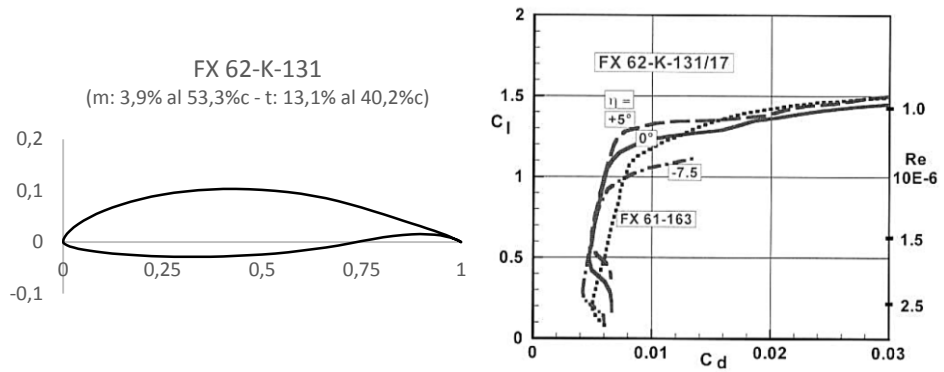 FX 62-K-131
(m: 3,9% al 53,3%c - t: 13,1% al 40,2%c)
0,2
0,1
0
-0,1
0
0,25
0,5
0,75
1
2
1.5
C l
1
0.5
0
FX 62-K-131/17
η =
+5°
0°
-7.5
FX 61-163
1.0
Re
10E-6
1.5
2.5
0
0.01
0.02
0.03
C d